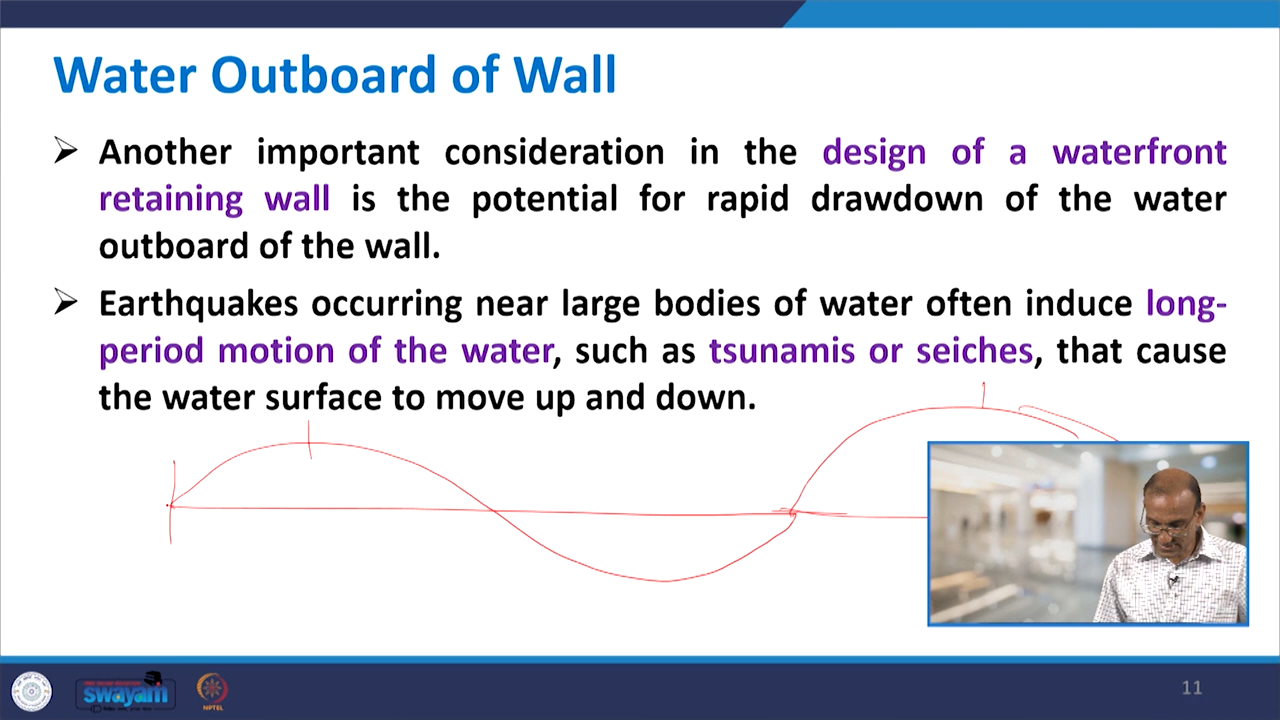 Water Outboard of Wall
➢ Another important consideration in the design of a waterfront
retaining wall is the potential for rapid drawdown of the water
outboard of the wall.
➢ Earthquakes occurring near large bodies of water often induce long-
period motion of the water, such as tsunamis or seiches, that cause
the water surface to move up and down.
swayam
NPTEL
11